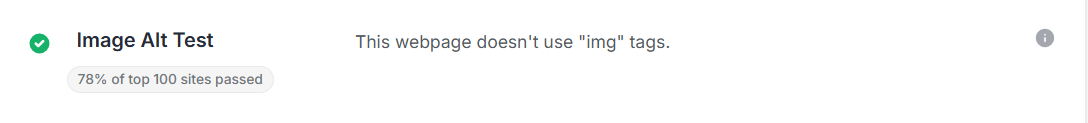 Image Alt Test
This webpage doesn't use "img" tags.
78% of top 100 sites passed